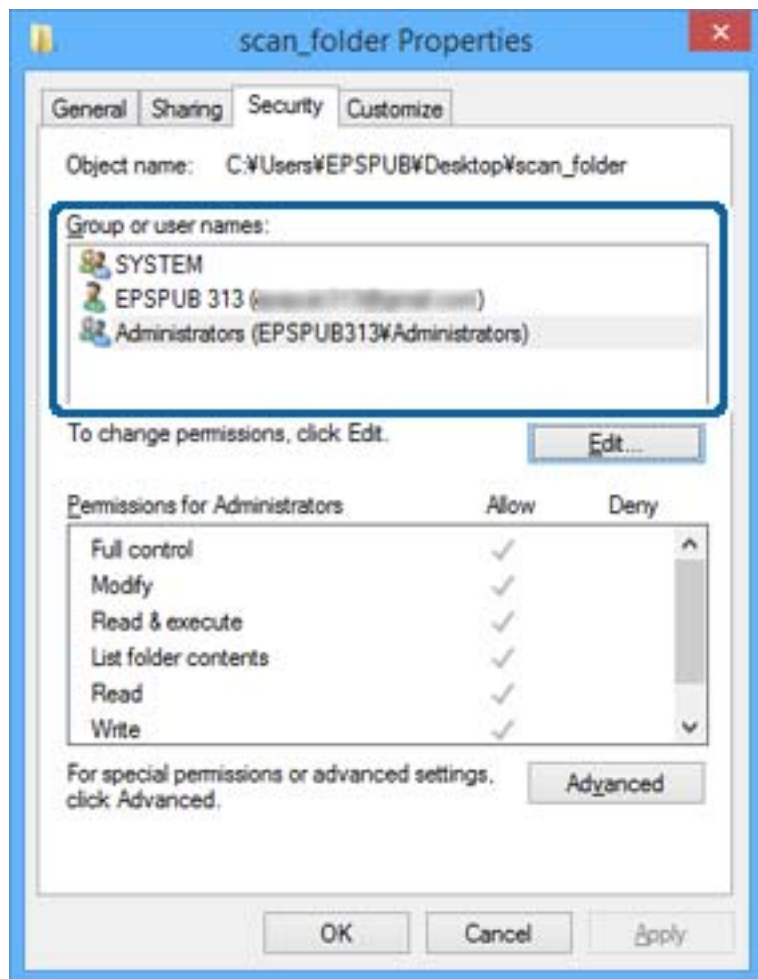 scan_folder Properties
General Sharing Security Customize
Object name: C:¥Users¥EPSPUB¥Desktop¥scan_folder
Group or user names:
SYSTEM
EPSPUB 313 ( )
Administrators (EPSPUB313¥Administrators)
To change permissions, click Edit.
Edit...
Permissions for Administrators Allow Deny
Full control
Modify
Read & execute
List folder contents
Read
Write
For special permissions or advanced settings,
click Advanced.
Advanced
OK Cancel Apply